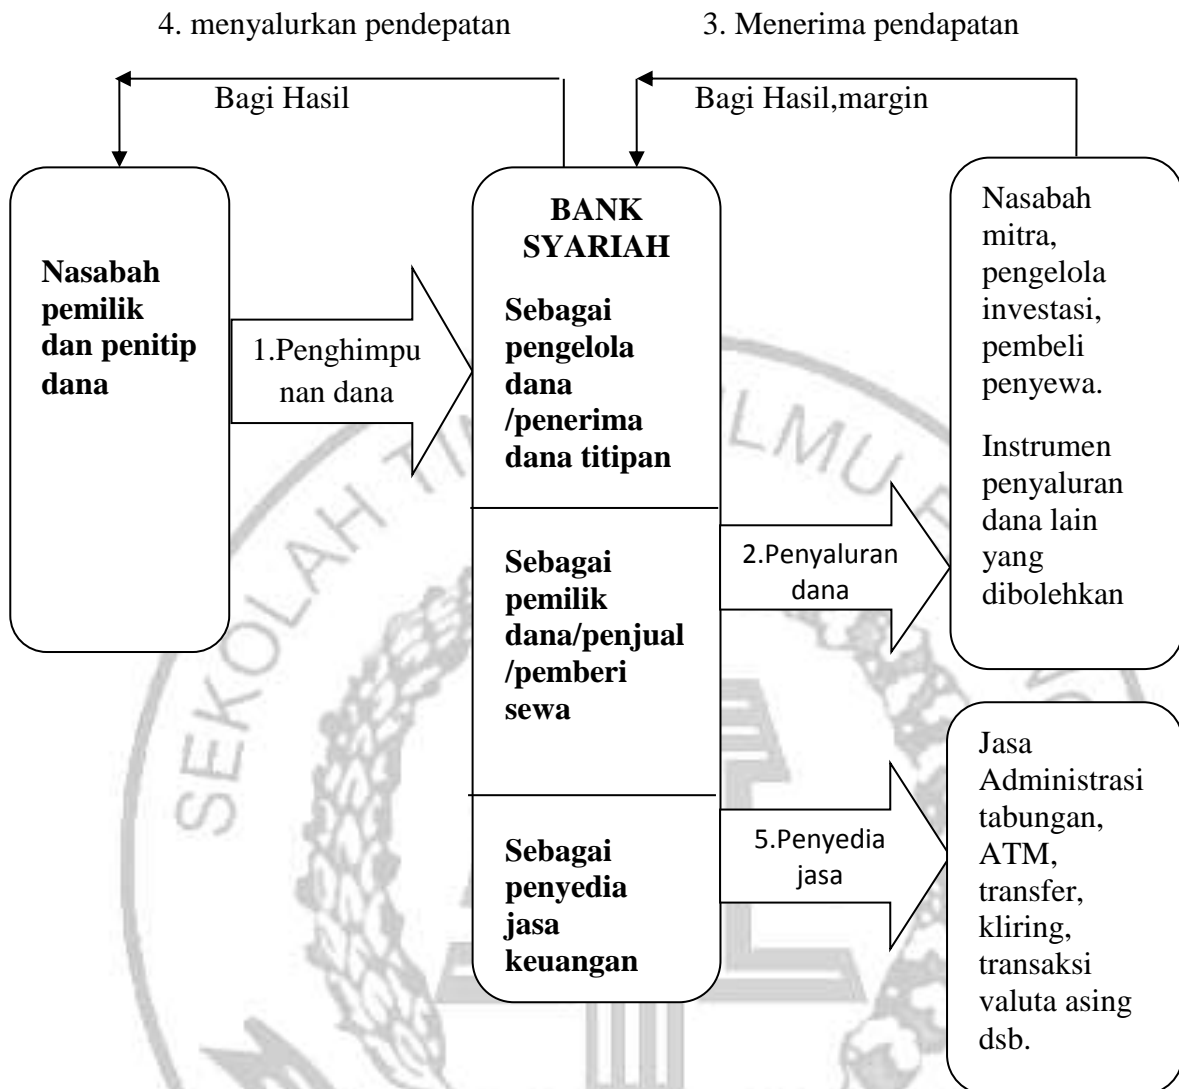 4. menyalurkan pendepatan
3. Menerima pendapatan
Bagi Hasil
Bagi Hasil,margin
Nasabah
pemilik
dan penitip
dana
1.Penghimpu
nan dana
BANK
SYARIAH
Sebagai
pengelola
dana
/penerima
dana titipan
Sebagai
pemilik
dana/penjual
/pemberi
sewa
Sebagai
penyedia
jasa
keuangan
2.Penyaluran
dana
5.Penyedia
jasa
Nasabah
mitra,
pengelola
investasi,
pembeli
penyewa.
Instrumen
penyaluran
dana lain
yang
dibolehkan
Jasa
Administrasi
tabungan,
ATM,
transfer,
kliring,
transaksi
valuta asing
dsb.
SEKOLAH